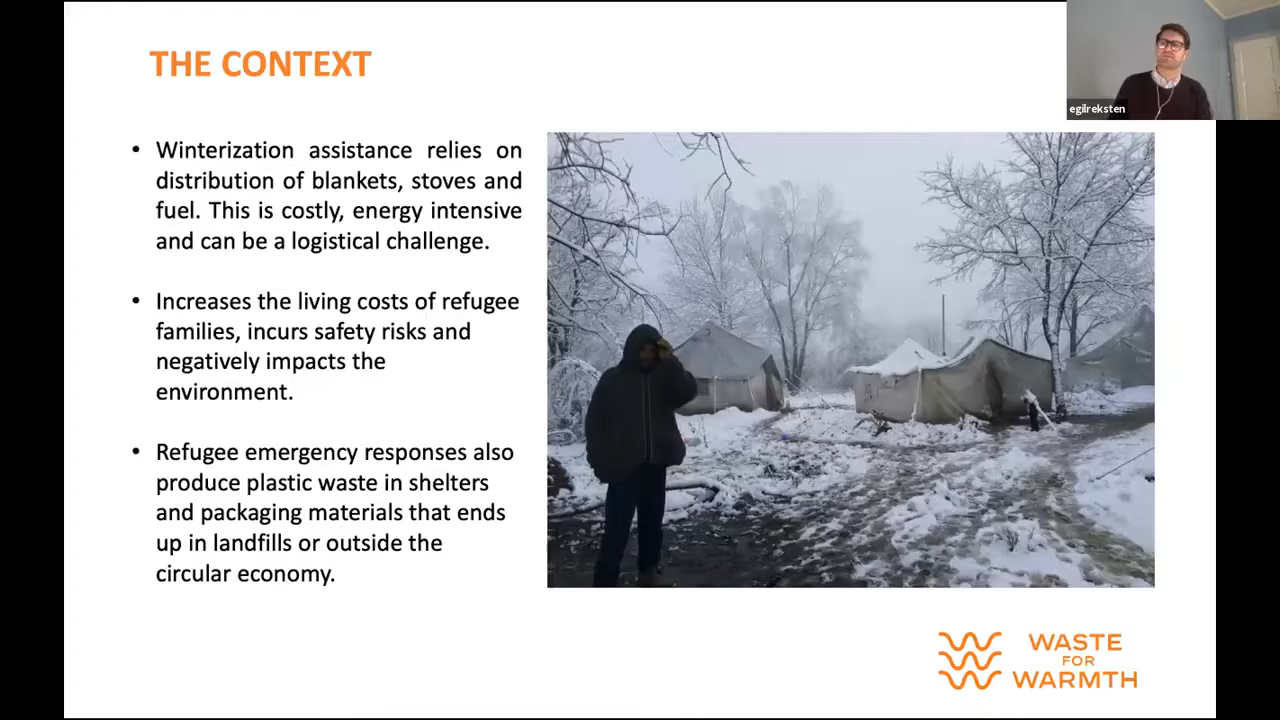 THE CONTEXT
egilreksten
• Winterization assistance relies on
distribution of blankets, stoves and
fuel. This is costly, energy intensive
and can be a logistical challenge.
• Increases the living costs of refugee
families, incurs safety risks and
negatively impacts the
environment.
• Refugee emergency responses also
produce plastic waste in shelters
and packaging materials that ends
up in landfills or outside the
circular economy.
WASTE
FOR
WARMTH